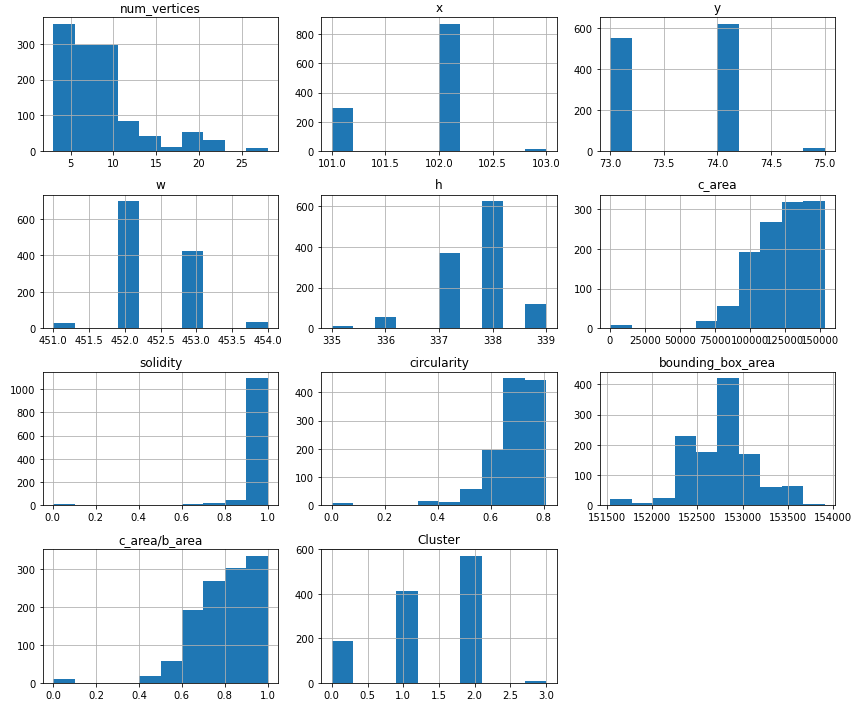 num_vertices
300
200
100
0
5 10 15 20 25
x
800
600
400
200
0
101.0 101.5 102.0 102.5 103.0
y
600
400
200
0
73.0 73.5 74.0 74.5 75.0
w
600
400
200
0
451.0 451.5 452.0 452.5 453.0 453.5 454.0
h
600
500
400
300
200
100
0
335 336 337 338 339
c_area
300
200
100
0
0 25000 50000 75000 100000 125000 150000
solidity
1000
800
600
400
200
0
0.0 0.2 0.4 0.6 0.8 1.0
circularity
400
300
200
100
0
0.0 0.2 0.4 0.6 0.8
bounding_box_area
400
300
200
100
0
151500 152000 152500 153000 153500 154000
c_area/b_area
300
200
100
0
0.0 0.2 0.4 0.6 0.8 1.0
Cluster
600
400
200
0
0.0 0.5 1.0 1.5 2.0 2.5 3.0